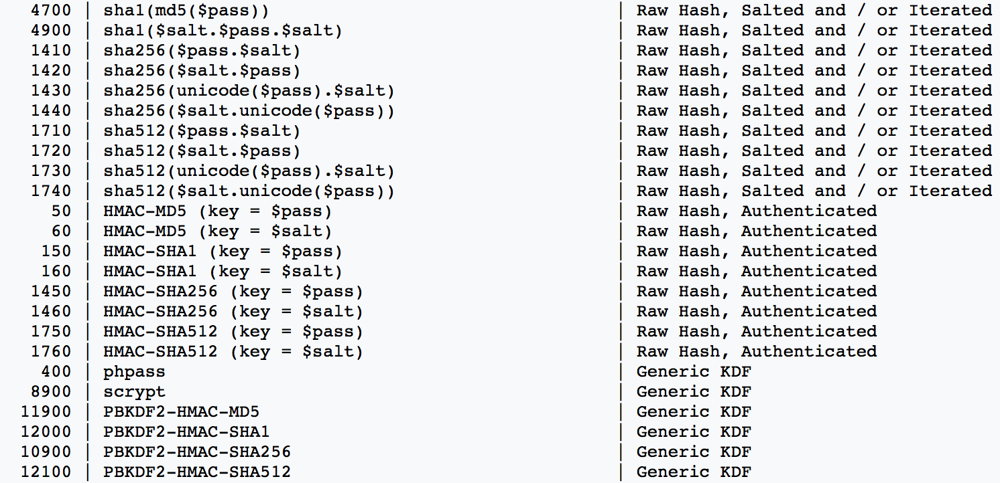 4700 | sha1(md5($pass)) | Raw Hash, Salted and / or Iterated
4900 | sha1($salt.$pass.$salt) | Raw Hash, Salted and / or Iterated
1410 | sha256($pass.$salt) | Raw Hash, Salted and / or Iterated
1420 | sha256($salt.$pass) | Raw Hash, Salted and / or Iterated
1430 | sha256(unicode($pass).$salt) | Raw Hash, Salted and / or Iterated
1440 | sha256($salt.unicode($pass)) | Raw Hash, Salted and / or Iterated
1710 | sha512($pass.$salt) | Raw Hash, Salted and / or Iterated
1720 | sha512($salt.$pass) | Raw Hash, Salted and / or Iterated
1730 | sha512(unicode($pass).$salt) | Raw Hash, Salted and / or Iterated
1740 | sha512($salt.unicode($pass)) | Raw Hash, Salted and / or Iterated
50 | HMAC-MD5 (key = $pass) | Raw Hash, Authenticated
60 | HMAC-MD5 (key = $salt) | Raw Hash, Authenticated
150 | HMAC-SHA1 (key = $pass) | Raw Hash, Authenticated
160 | HMAC-SHA1 (key = $salt) | Raw Hash, Authenticated
1450 | HMAC-SHA256 (key = $pass) | Raw Hash, Authenticated
1460 | HMAC-SHA256 (key = $salt) | Raw Hash, Authenticated
1750 | HMAC-SHA512 (key = $pass) | Raw Hash, Authenticated
1760 | HMAC-SHA512 (key = $salt) | Raw Hash, Authenticated
400 | phpass | Generic KDF
8900 | scrypt | Generic KDF
11900 | PBKDF2-HMAC-MD5 | Generic KDF
12000 | PBKDF2-HMAC-SHA1 | Generic KDF
10900 | PBKDF2-HMAC-SHA256 | Generic KDF
12100 | PBKDF2-HMAC-SHA512 | Generic KDF